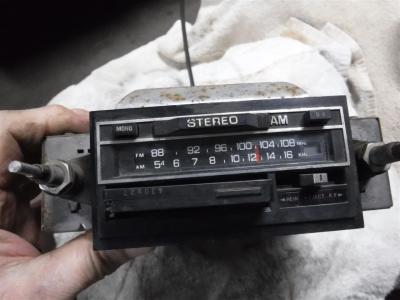 STEREO AM
MONO
FM 88 92 96 100 104 108 MHz
AM 54 6 7 8 10 12 14 16 KHz